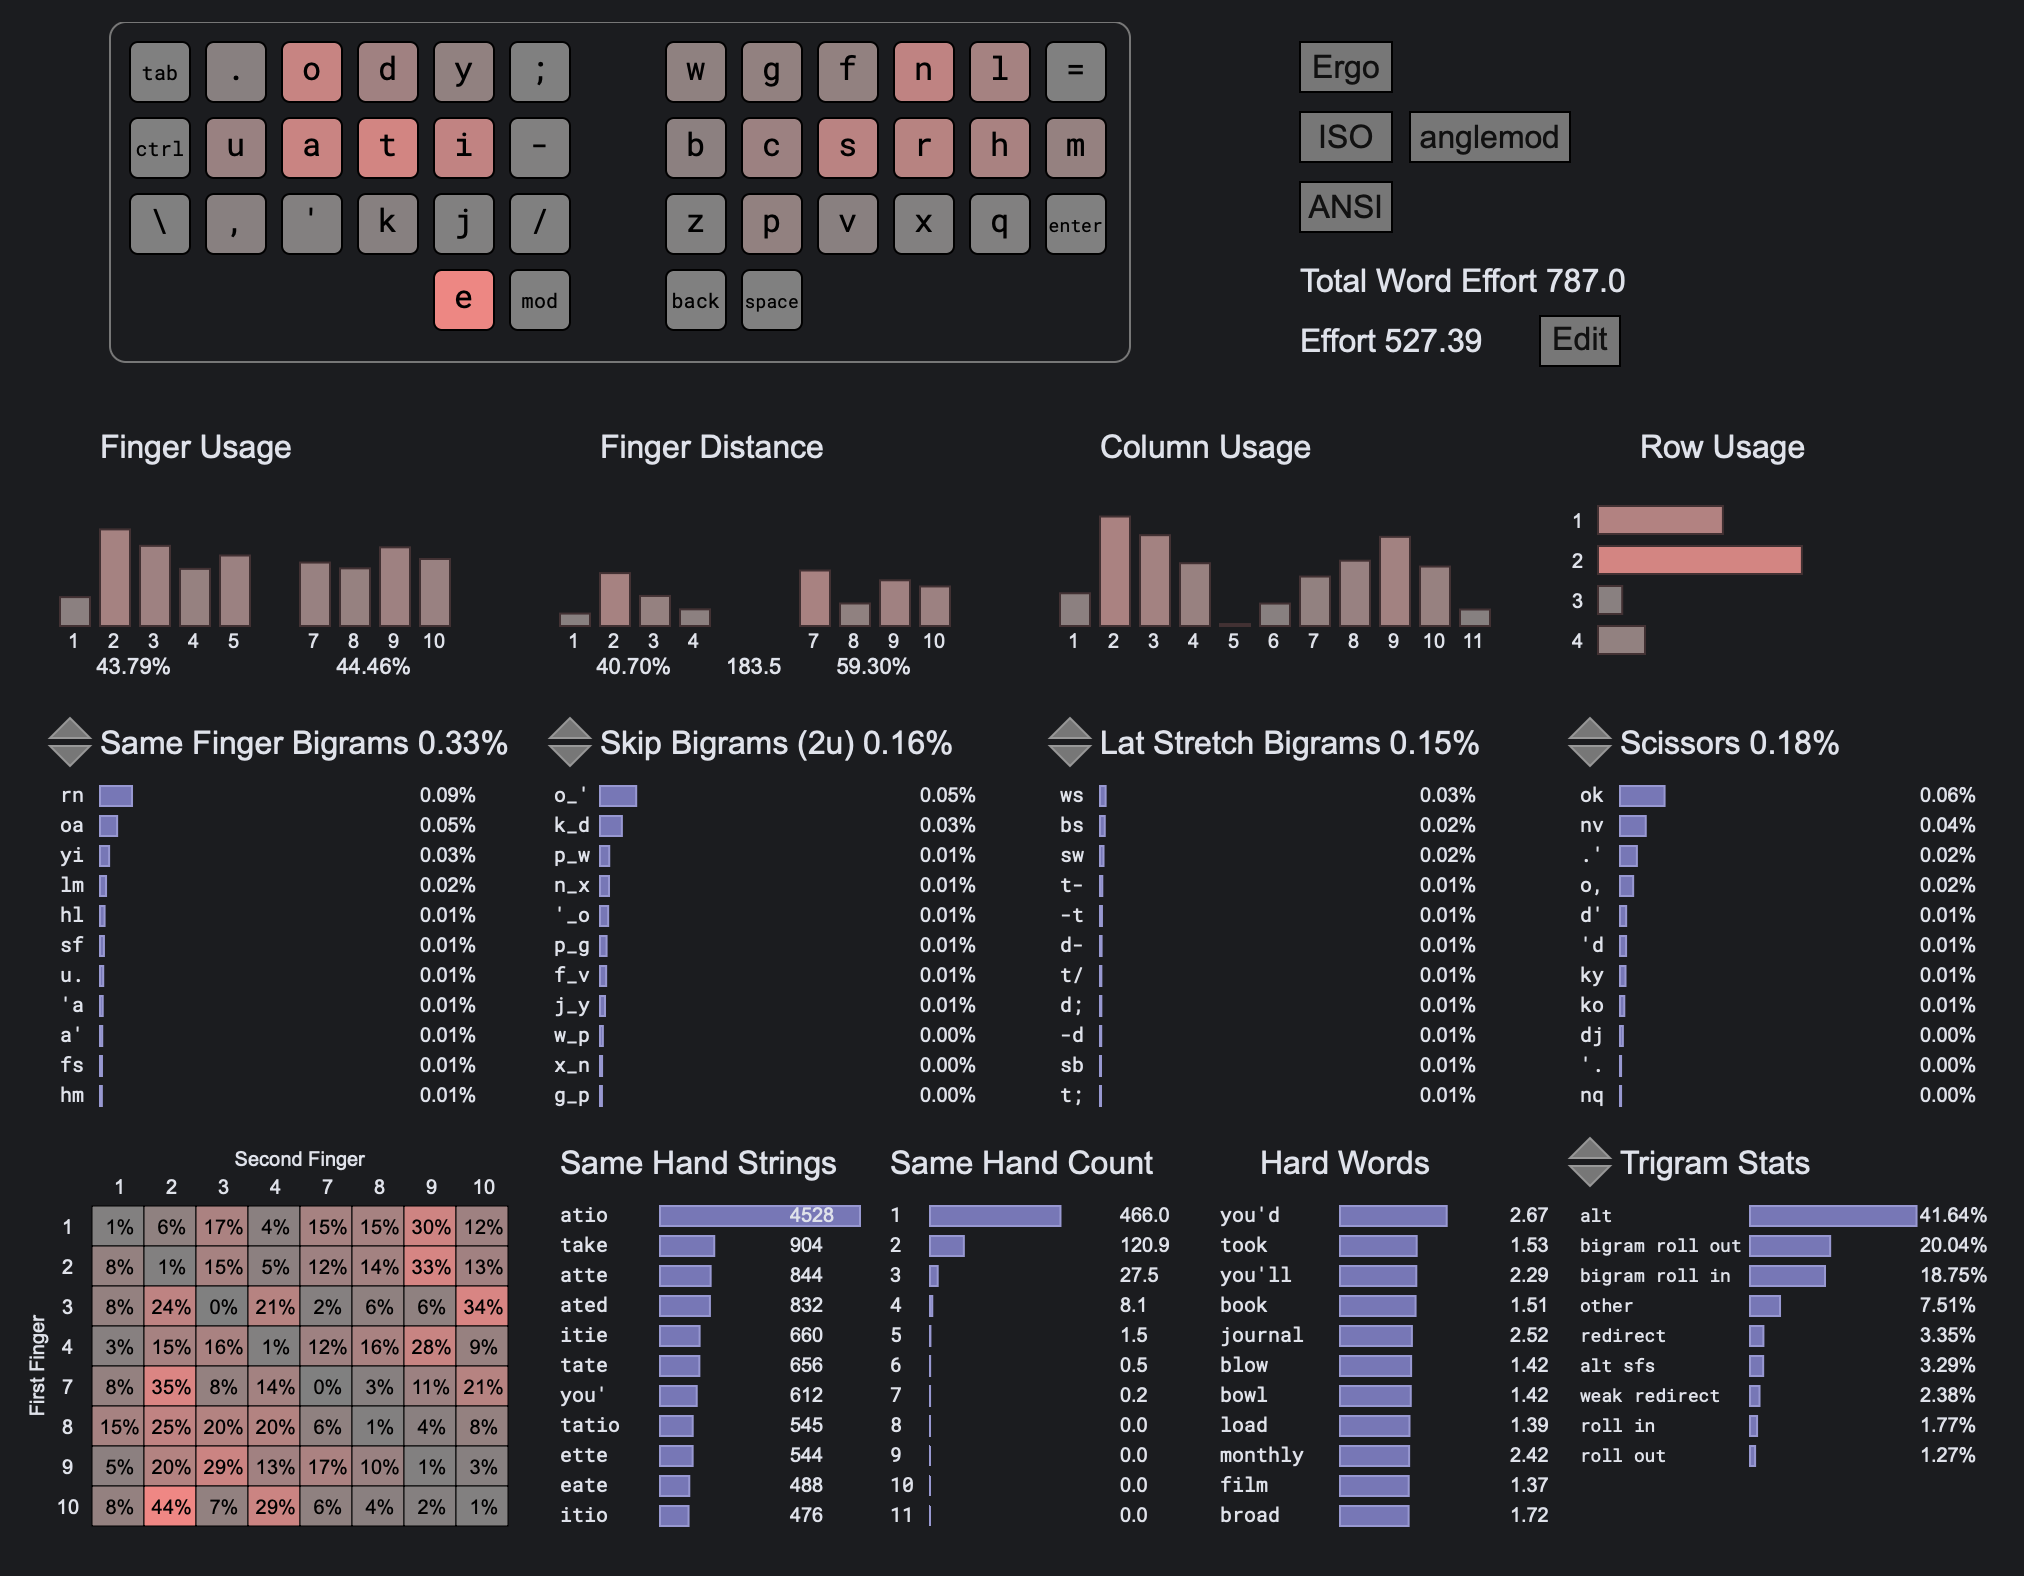 tab . o d y ; w g f n l =
Ergo
ctrl u a t i - b c s r h m
ISO anglemod
\ , ' k j / z p v x q enter
ANSI
e mod back space
Total Word Effort 787.0
Effort 527.39 Edit
Finger Usage Finger Distance Column Usage Row Usage
1
2
3
4
1 2 3 4 5 7 8 9 10
43.79% 44.46%
1 2 3 4 7 8 9 10
40.70% 183.5 59.30%
1 2 3 4 5 6 7 8 9 10 11
Same Finger Bigrams 0.33%
rn 0.09%
oa 0.05%
yi 0.03%
lm 0.02%
hl 0.01%
sf 0.01%
u. 0.01%
'a 0.01%
a' 0.01%
fs 0.01%
hm 0.01%
Skip Bigrams (2u) 0.16%
o_' 0.05%
k_d 0.03%
p_w 0.01%
n_x 0.01%
'_o 0.01%
p_g 0.01%
f_v 0.01%
j_y 0.01%
w_p 0.00%
x_n 0.00%
g_p 0.00%
Lat Stretch Bigrams 0.15%
ws 0.03%
bs 0.02%
sw 0.02%
t- 0.01%
-t 0.01%
d- 0.01%
t/ 0.01%
d; 0.01%
-d 0.01%
sb 0.01%
t; 0.01%
Scissors 0.18%
ok 0.06%
nv 0.04%
.' 0.02%
o, 0.02%
d' 0.01%
'd 0.01%
ky 0.01%
ko 0.01%
dj 0.00%
'. 0.00%
nq 0.00%
Second Finger
1 2 3 4 7 8 9 10
First Finger
1 1% 6% 17% 4% 15% 15% 30% 12%
2 8% 1% 15% 5% 12% 14% 33% 13%
3 8% 24% 0% 21% 2% 6% 6% 34%
4 3% 15% 16% 1% 12% 16% 28% 9%
7 8% 35% 8% 14% 0% 3% 11% 21%
8 15% 25% 20% 20% 6% 1% 4% 8%
9 5% 20% 29% 13% 17% 10% 1% 3%
10 8% 44% 7% 29% 6% 4% 2% 1%
Same Hand Strings
atio 4528
take 904
atte 844
ated 832
itie 660
tate 656
you' 612
tatio 545
ette 544
eate 488
itio 476
Same Hand Count
1 466.0
2 120.9
3 27.5
4 8.1
5 1.5
6 0.5
7 0.2
8 0.0
9 0.0
10 0.0
11 0.0
Hard Words
you'd 2.67
took 1.53
you'll 2.29
book 1.51
journal 2.52
blow 1.42
bowl 1.42
load 1.39
monthly 2.42
film 1.37
broad 1.72
Trigram Stats
alt 41.64%
bigram roll out 20.04%
bigram roll in 18.75%
other 7.51%
redirect 3.35%
alt sfs 3.29%
weak redirect 2.38%
roll in 1.77%
roll out 1.27%